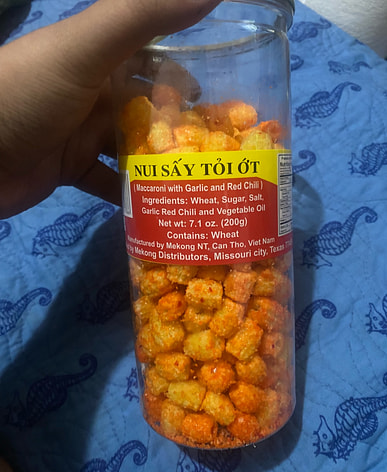 NUI SẤY TỎI ỚT
( Maccaroni with Garlic and Red Chili )
Ingredients: Wheat, Sugar, Salt,
Garlic Red Chili and Vegetable Oil
Net wt: 7.1 oz. (200g)
Contains: Wheat
anufactured by Mekong NT, Can Tho, Viet Nam
by Mekong Distributors, Missouri city, Texas